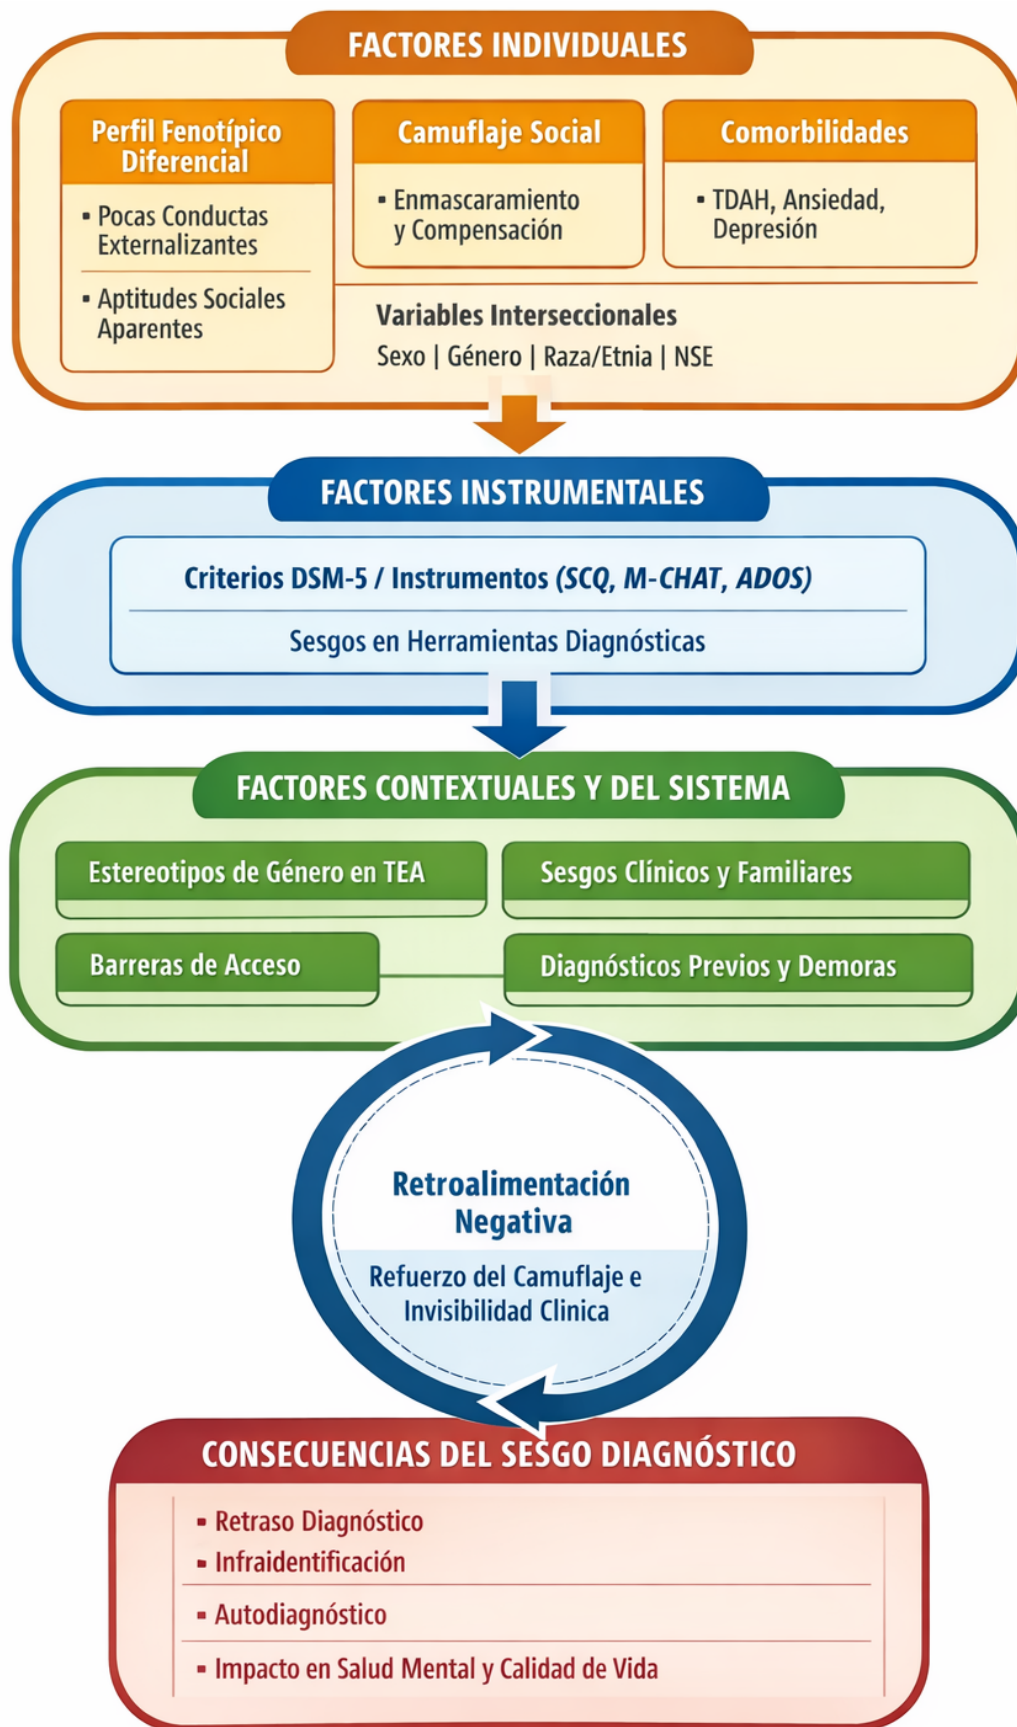 FACTORES INDIVIDUALES
Perfil Fenotípico
Diferencial
▪ Pocas Conductas
Externalizantes
▪ Aptitudes Sociales
Aparentes
Camuflaje Social
▪ Enmascaramiento
y Compensación
Comorbilidades
▪ TDAH, Ansiedad,
Depresión
Variables Interseccionales
Sexo | Género | Raza/Etnia | NSE
FACTORES INSTRUMENTALES
Criterios DSM-5 / Instrumentos (SCQ, M-CHAT, ADOS)
Sesgos en Herramientas Diagnósticas
FACTORES CONTEXTUALES Y DEL SISTEMA
Estereotipos de Género en TEA
Sesgos Clínicos y Familiares
Barreras de Acceso
Diagnósticos Previos y Demoras
Retroalimentación
Negativa
Refuerzo del Camuflaje e
Invisibilidad Clinica
CONSECUENCIAS DEL SESGO DIAGNÓSTICO
▪ Retraso Diagnóstico
▪ Infraidentificación
▪ Autodiagnóstico
▪ Impacto en Salud Mental y Calidad de Vida